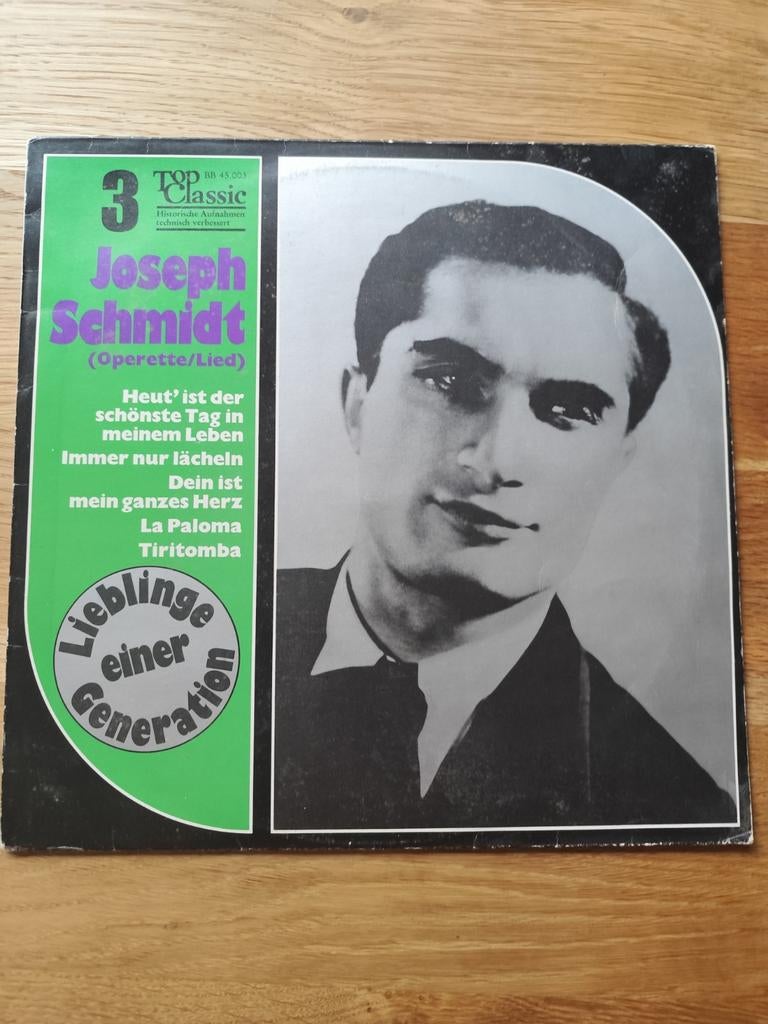 3
Top Classic BB 45.003
Historische Aufnahmen
technisch verbessert
Joseph
Schmidt
(Operette/Lied)
Heut' ist der
schönste Tag in
meinem Leben
Immer nur lächeln
Dein ist
mein ganzes Herz
La Paloma
Tiritomba
Lieblinge
einer
Generation